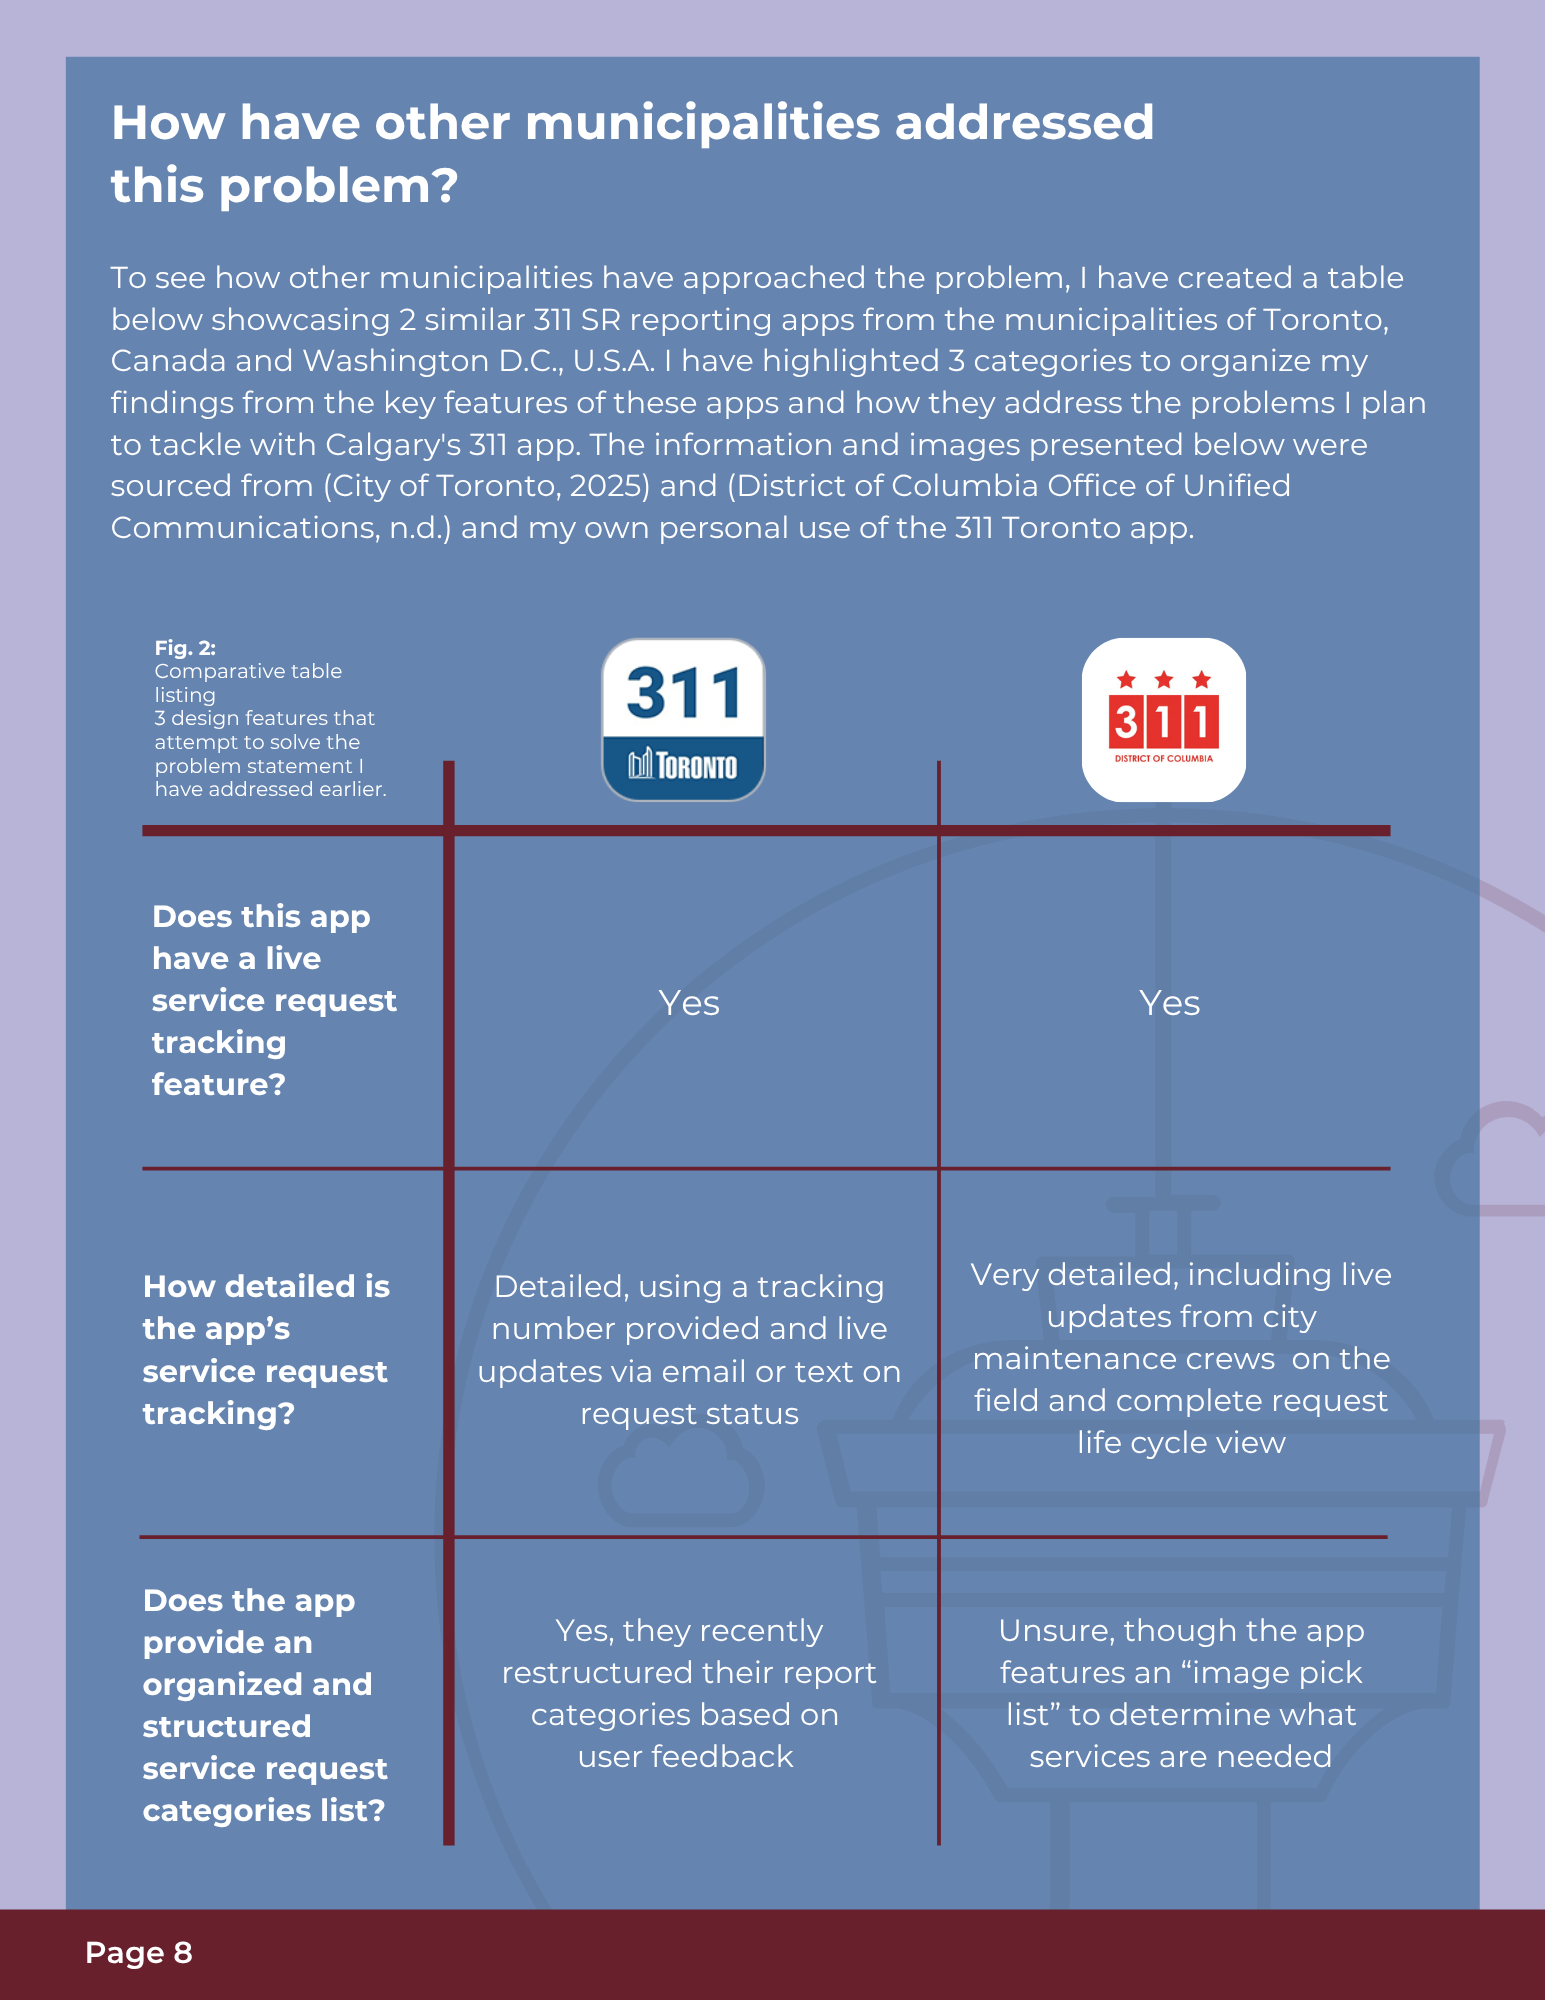 How have other municipalities addressed
this problem?
To see how other municipalities have approached the problem, I have created a table
below showcasing 2 similar 311 SR reporting apps from the municipalities of Toronto,
Canada and Washington D.C., U.S.A. I have highlighted 3 categories to organize my
findings from the key features of these apps and how they address the problems I plan
to tackle with Calgary's 311 app. The information and images presented below were
sourced from (City of Toronto, 2025) and (District of Columbia Office of Unified
Communications, n.d.) and my own personal use of the 311 Toronto app.
Fig. 2:
Comparative table
listing
3 design features that
attempt to solve the
problem statement I
have addressed earlier.
311
TORONTO
311
DISTRICT OF COLUMBIA
Does this app
have a live
service request
tracking
feature?
Yes
Yes
How detailed is
the app’s
service request
tracking?
Detailed, using a tracking
number provided and live
updates via email or text on
request status
Very detailed, including live
updates from city
maintenance crews  on the
field and complete request
life cycle view
Does the app
provide an
organized and
structured
service request
categories list?
Yes, they recently
restructured their report
categories based on
user feedback
Unsure, though the app
features an “image pick
list” to determine what
services are needed
Page 8